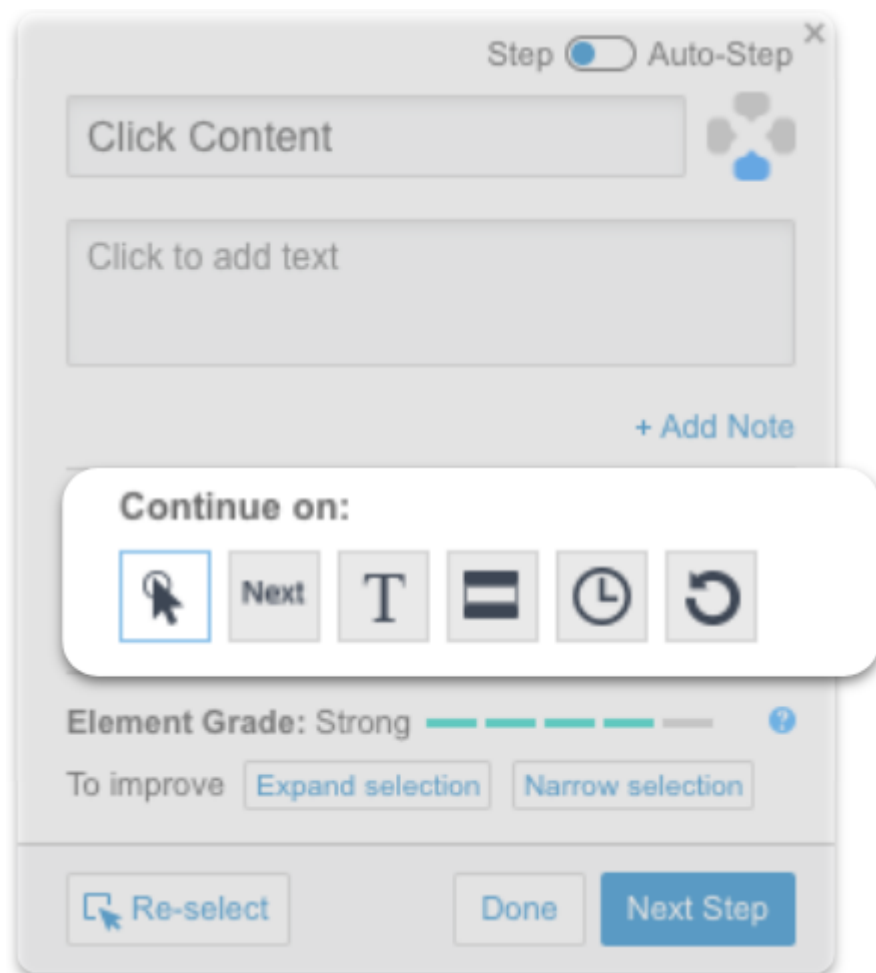 Step Auto-Step
Click Content
Click to add text
+ Add Note
Continue on:
Next T
Element Grade: Strong
To improve Expand selection Narrow selection
Re-select Done Next Step